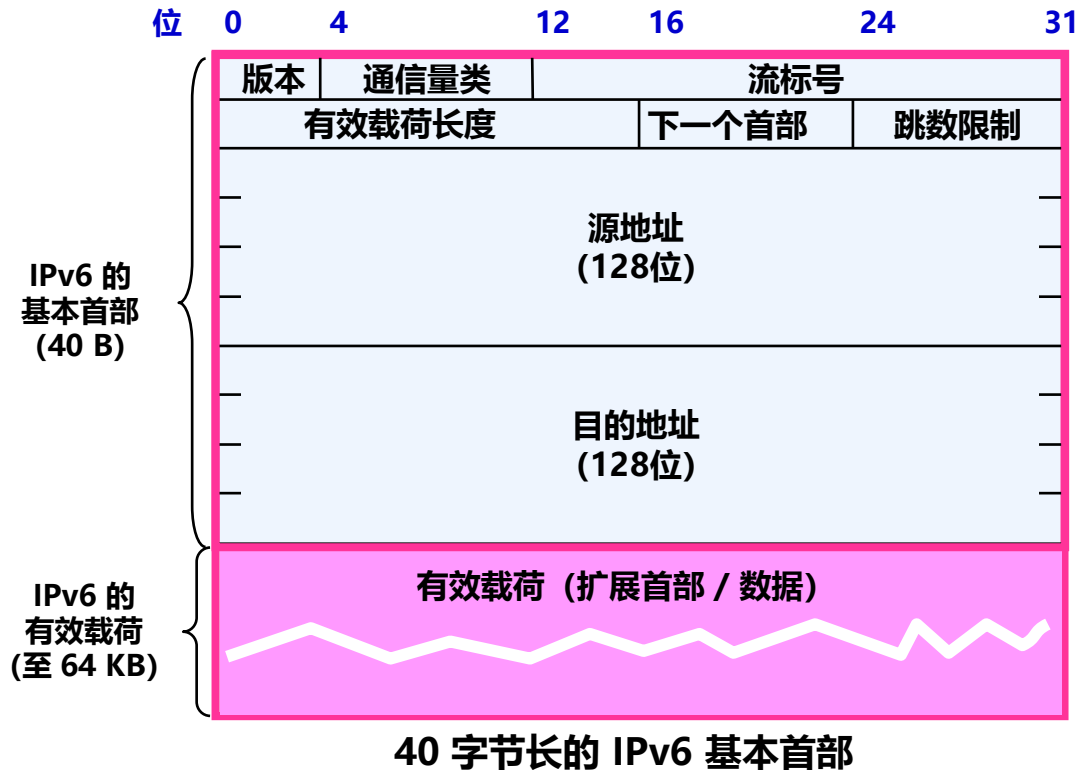 位 0 4 12 16 24 31
版本 通信量类 流标号
有效载荷长度 下一个首部 跳数限制
源地址
(128位)
IPv6 的
基本首部
(40 B)
目的地址
(128位)
有效载荷（扩展首部 / 数据）
IPv6 的
有效载荷
(至 64 KB)
40 字节长的 IPv6 基本首部